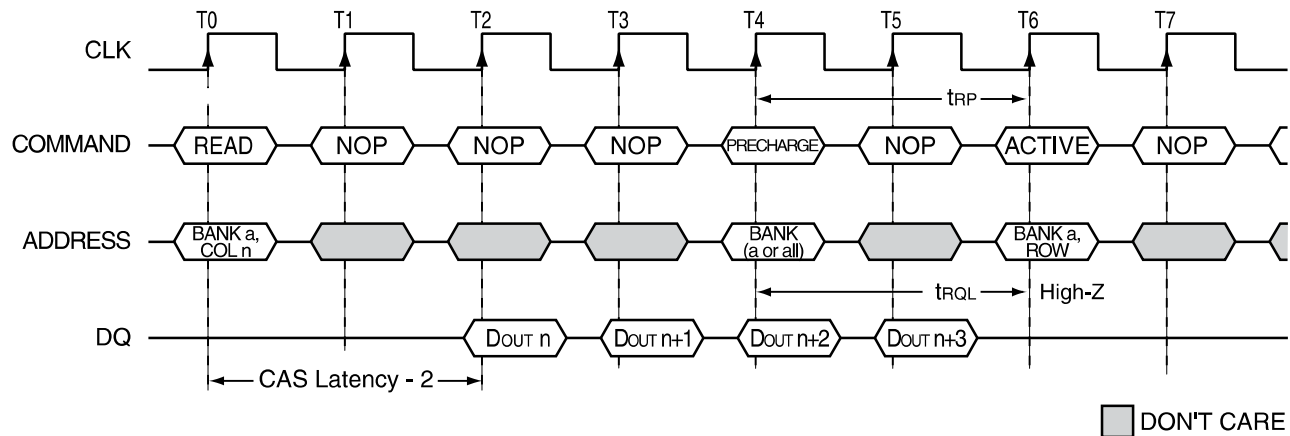 T0 T1 T2 T3 T4 T5 T6 T7
CLK
tRP
COMMAND READ NOP NOP NOP PRECHARGE NOP ACTIVE NOP
ADDRESS
BANK a,
COL n
BANK
(a or all)
BANK a,
ROW
tRQL High-Z
DQ DOUT n DOUT n+1 DOUT n+2 DOUT n+3
CAS Latency - 2
DON'T CARE